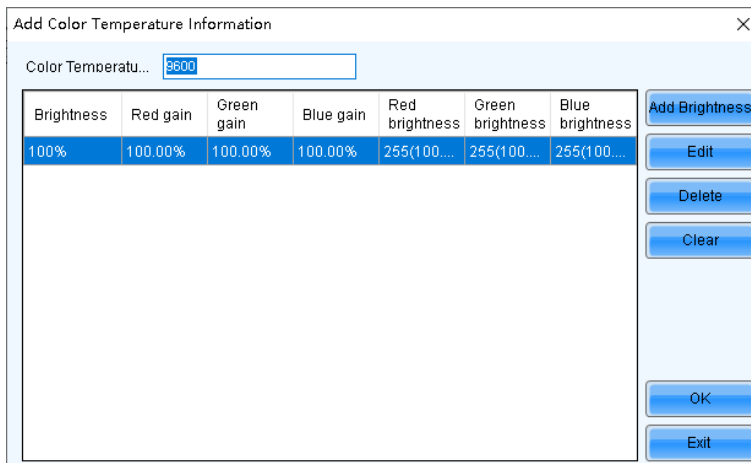 Add Color Temperature Information
Color Temperatu... 9600
Brightness Red gain Green gain Blue gain Red brightness Green brightness Blue brightness
100% 100.00% 100.00% 100.00% 255(100.... 255(100.... 255(100....
Add Brightness
Edit
Delete
Clear
OK
Exit